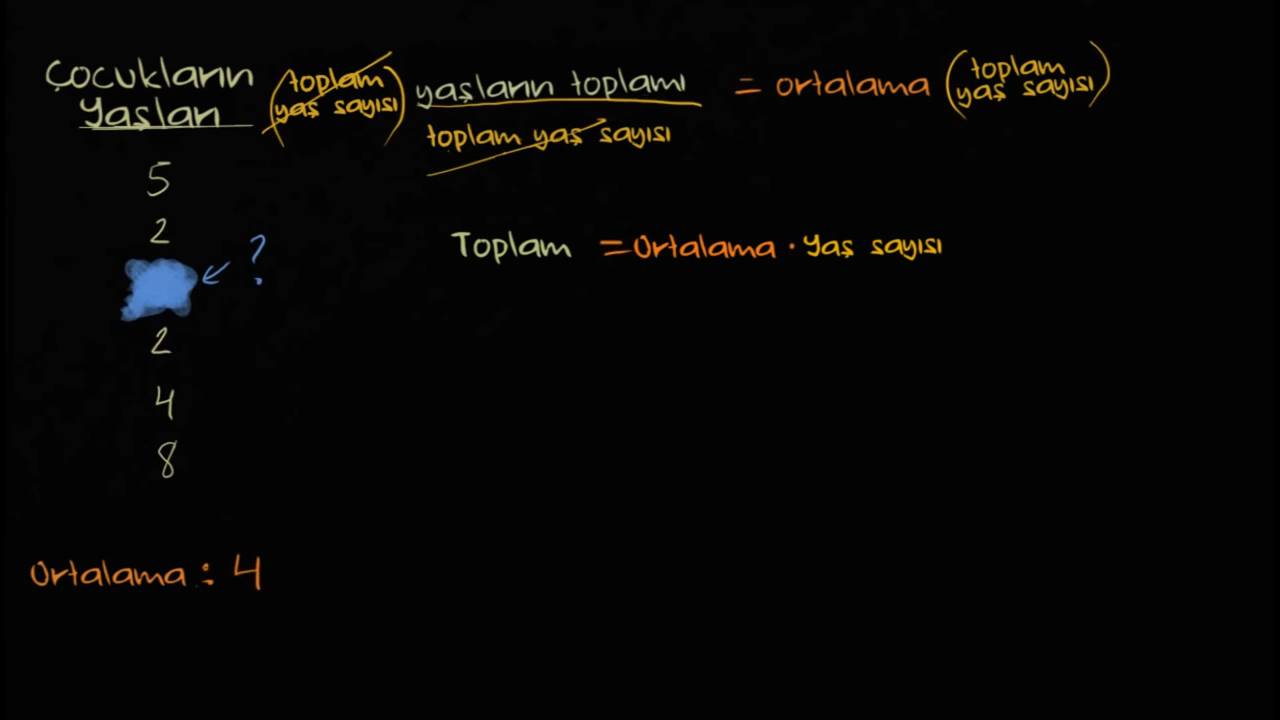 Çocukların
Yaşları
(toplam
yaş sayısı)
yaşların toplamı
toplam yaş sayısı
= ortalama
(toplam
yaş sayısı)
5
2
?
2
4
8
Toplam = Ortalama · Yaş sayısı
Ortalama : 4